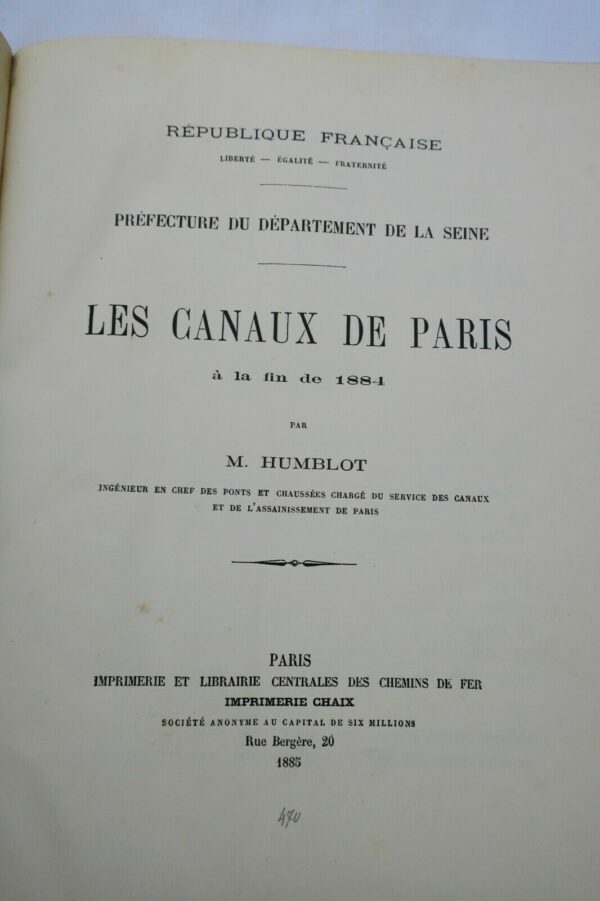 RÉPUBLIQUE FRANÇAISE
LIBERTÉ — ÉGALITÉ — FRATERNITÉ
PRÉFECTURE DU DÉPARTEMENT DE LA SEINE
LES CANAUX DE PARIS
à la fin de 1884
PAR
M. HUMBLOT
INGÉNIEUR EN CHEF DES PONTS ET CHAUSSÉES CHARGÉ DU SERVICE DES CANAUX
ET DE L'ASSAINISSEMENT DE PARIS
PARIS
IMPRIMERIE ET LIBRAIRIE CENTRALES DES CHEMINS DE FER
IMPRIMERIE CHAIX
SOCIÉTÉ ANONYME AU CAPITAL DE SIX MILLIONS
Rue Bergère, 20
1885